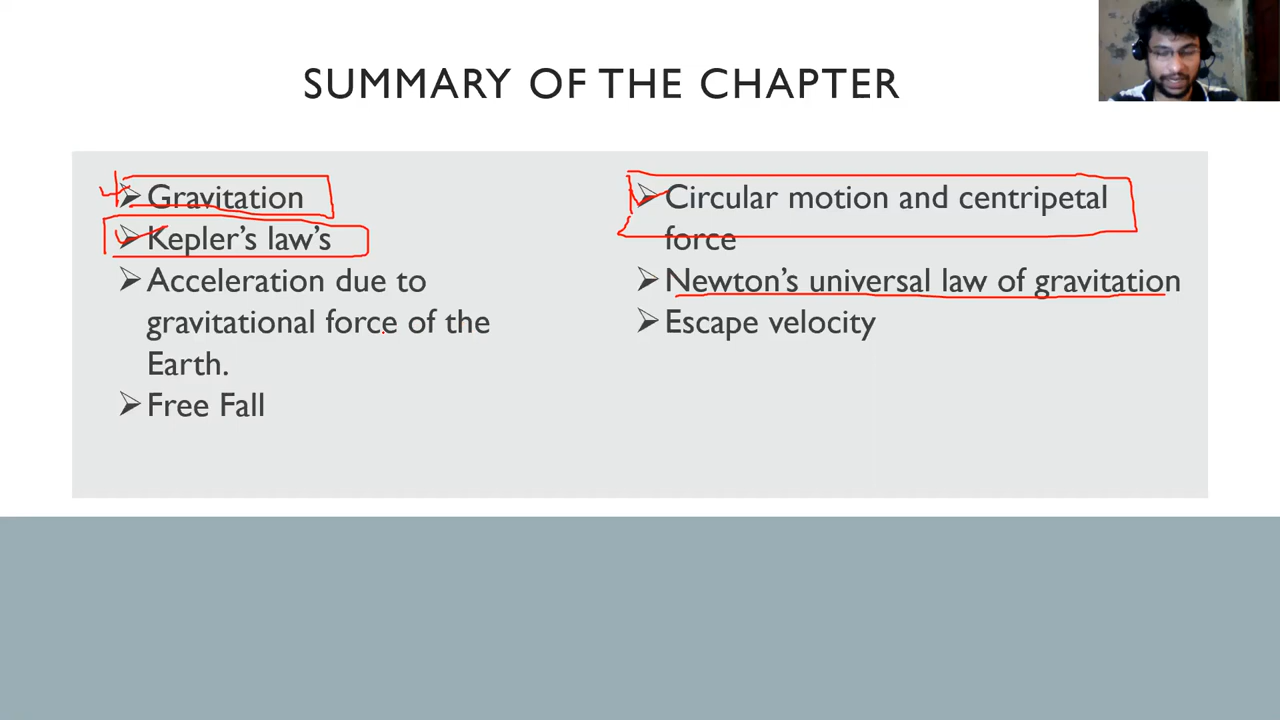 SUMMARY OF THE CHAPTER
Gravitation
Kepler's law's
Acceleration due to
gravitational force of the
Earth.
Free Fall
Circular motion and centripetal
force
Newton's universal law of gravitation
Escape velocity